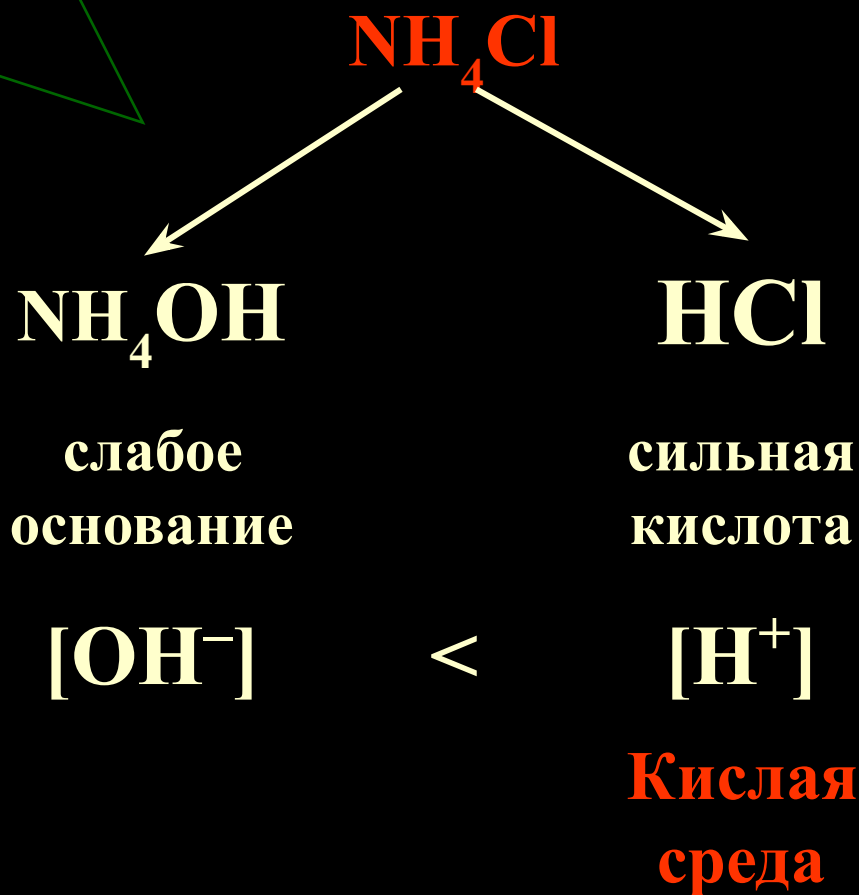 NH₄Cl
NH₄OH HCl
слабое сильная
основание кислота
[OH⁻] < [H⁺]
Кислая
среда